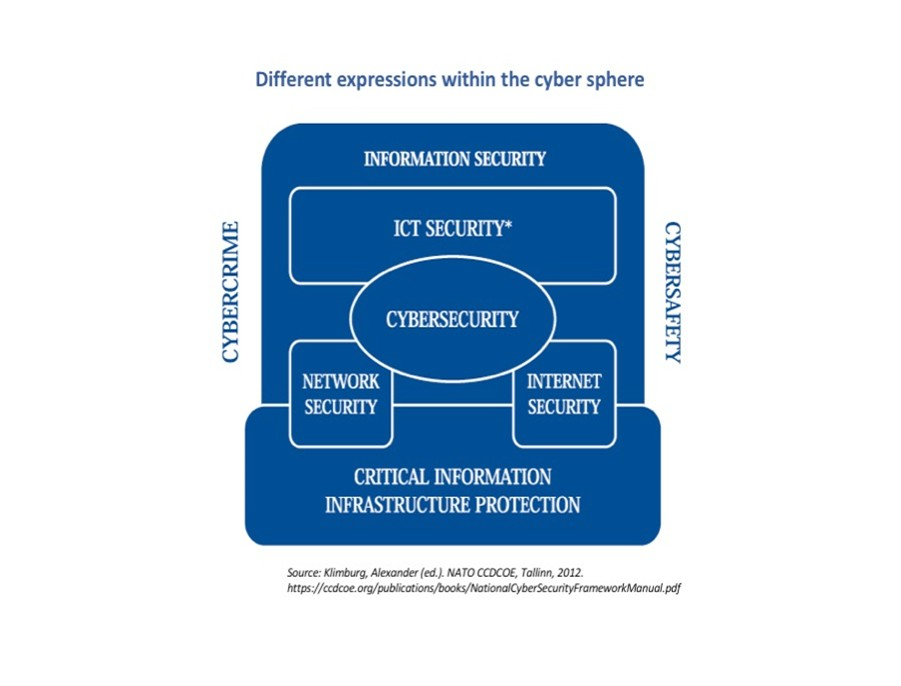 Different expressions within the cyber sphere
INFORMATION SECURITY
ICT SECURITY*
CYBERCRIME
CYBERSAFETY
CYBERSECURITY
NETWORK
SECURITY
INTERNET
SECURITY
CRITICAL INFORMATION
INFRASTRUCTURE PROTECTION
Source: Klimburg, Alexander (ed.). NATO CCDCOE, Tallinn, 2012.
https://ccdcoe.org/publications/books/NationalCyberSecurityFrameworkManual.pdf